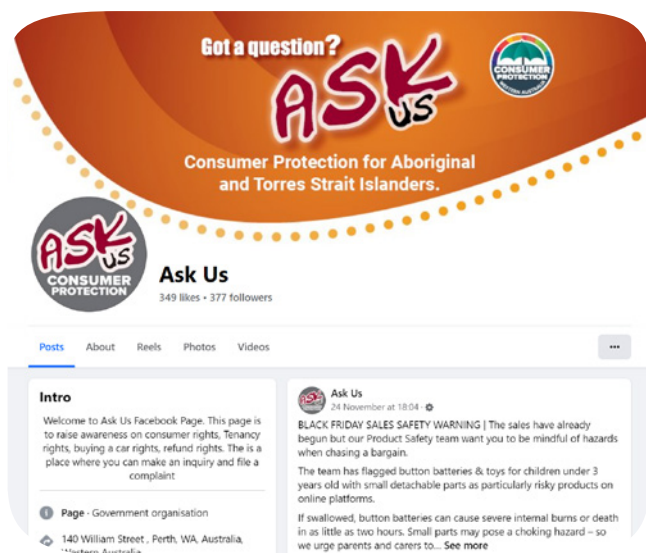 Got a question?
ASK
US
CONSUMER
PROTECTION
WESTERN AUSTRALIA
Consumer Protection for Aboriginal
and Torres Strait Islanders.
ASK
US
CONSUMER
PROTECTION
Ask Us
349 likes • 377 followers
Posts About Reels Photos Videos
Intro
Welcome to Ask Us Facebook Page. This page is
to raise awareness on consumer rights, Tenancy
rights, buying a car rights, refund rights. The is a
place where you can make an inquiry and file a
complaint
Page · Government organisation
140 William Street , Perth, WA, Australia,
Western Australia
Ask Us
24 November at 18:04 ·
BLACK FRIDAY SALES SAFETY WARNING | The sales have already
begun but our Product Safety team want you to be mindful of hazards
when chasing a bargain.
The team has flagged button batteries & toys for children under 3
years old with small detachable parts as particularly risky products on
online platforms.
If swallowed, button batteries can cause severe internal burns or death
in as little as two hours. Small parts may pose a choking hazard – so
we urge parents and carers to... See more